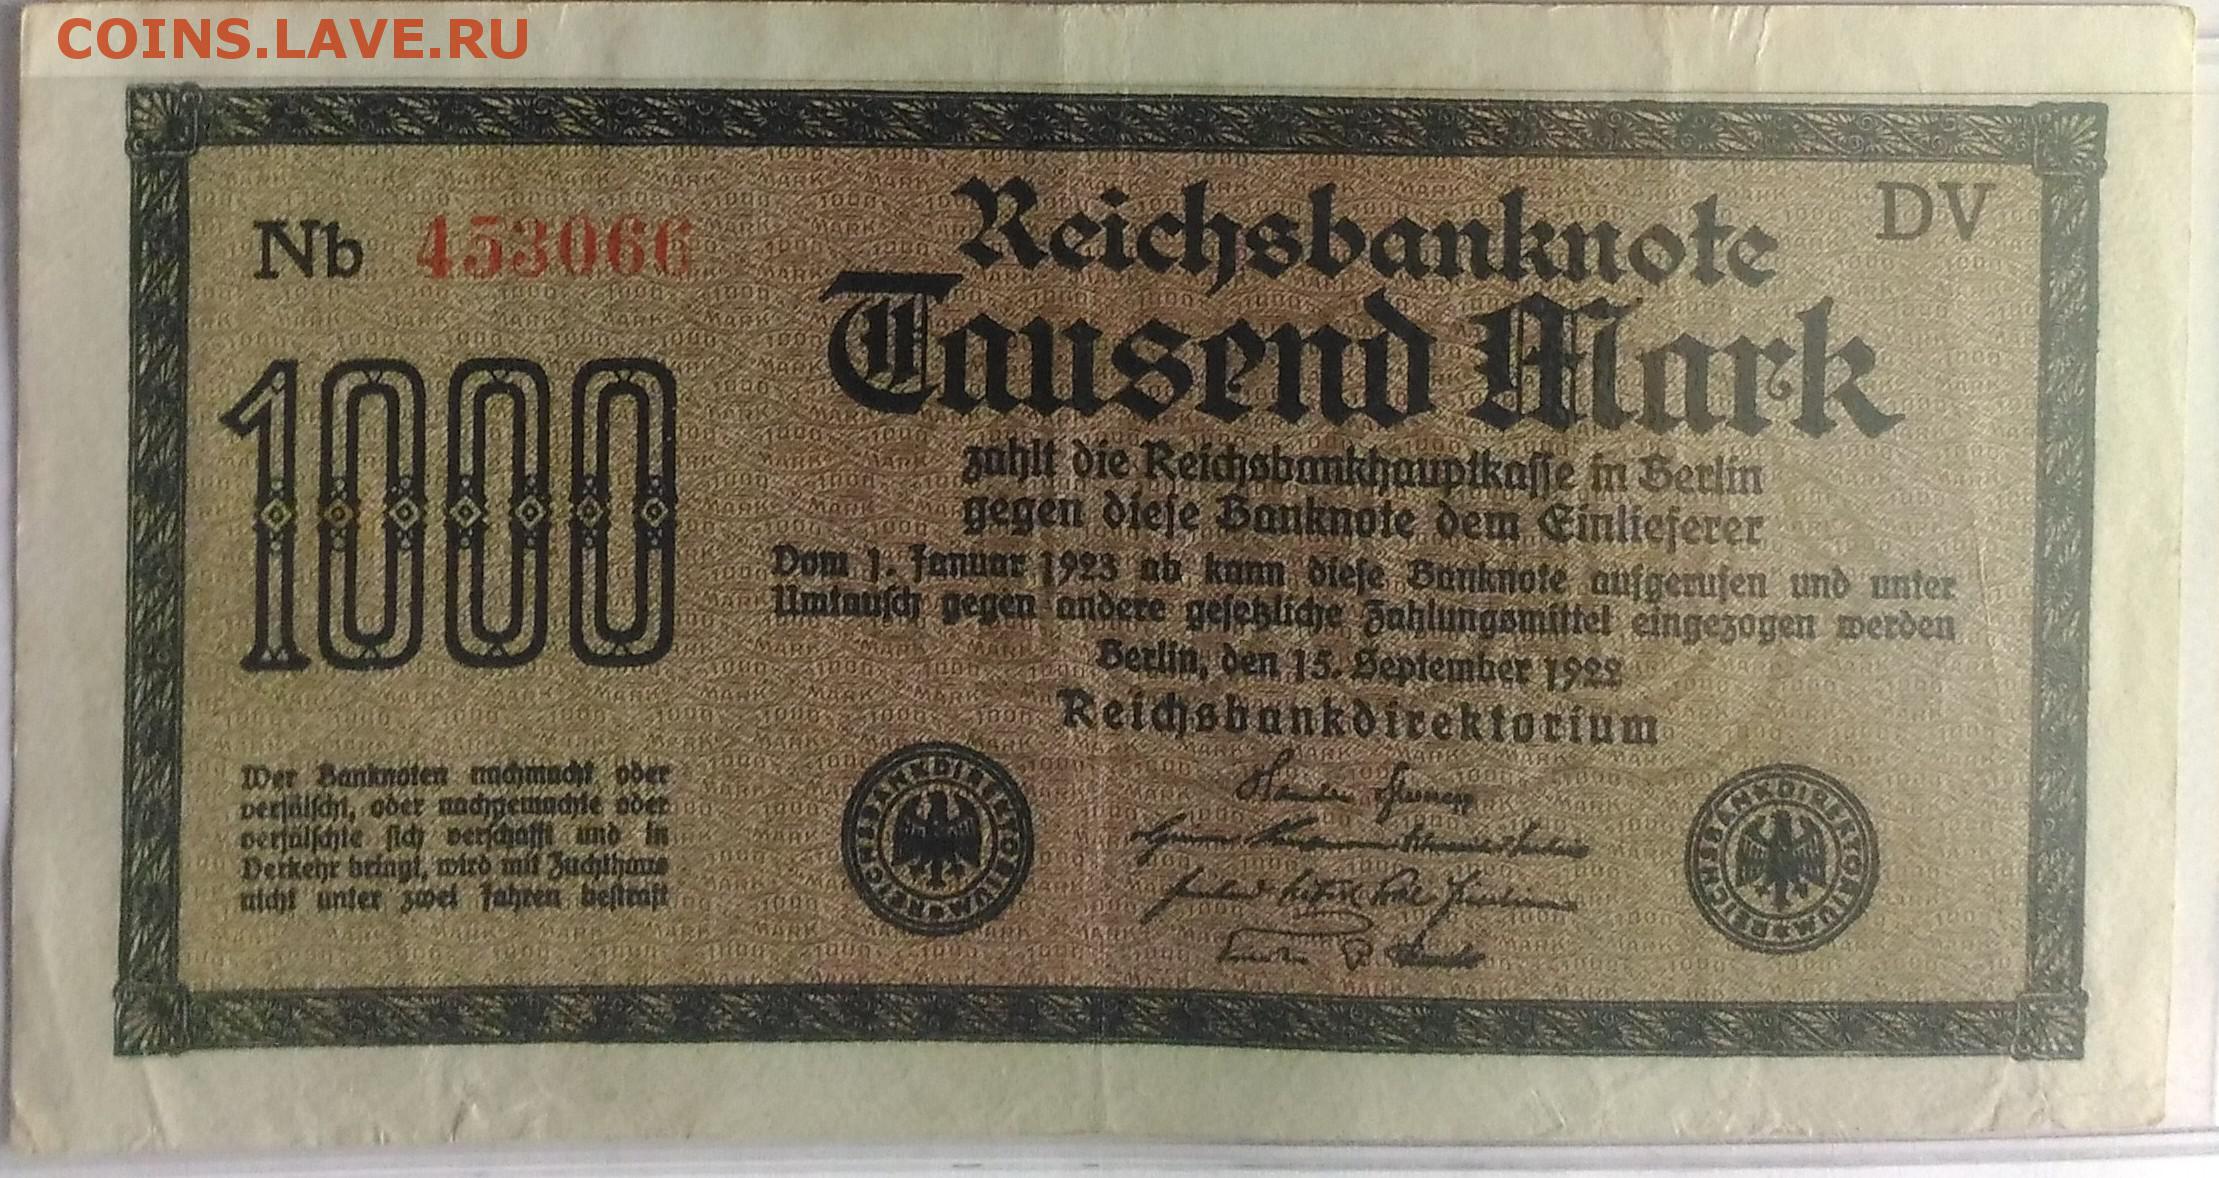 COINS.LAVE.RU
Nb 453066
DV
Reichsbanknote
Tausend Mark
1000
zahlt die Reichsbankhauptkasse in Berlin
gegen diese Banknote dem Einlieferer
Vom 1. Januar 1923 ab kann diese Banknote aufgerufen und unter
Umtausch gegen andere gesetzliche Zahlungsmittel eingezogen werden
Berlin, den 15. September 1922
Reichsbankdirektorium
Wer Banknoten nachmacht oder
verfälscht, oder nachgemachte oder
verfälschte sich verschafft und in
Verkehr bringt, wird mit Zuchthaus
nicht unter zwei Jahren bestraft
REICHSBANKDIREKTORIUM
REICHSBANKDIREKTORIUM